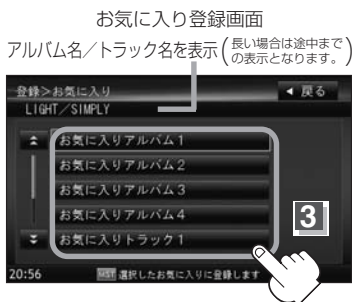 お気に入り登録画面
アルバム名／トラック名を表示(長い場合は途中まで
の表示となります。)
登録>お気に入り
◀ 戻る
LIGHT／SIMPLY
お気に入りアルバム1
お気に入りアルバム2
お気に入りアルバム3
お気に入りアルバム4
お気に入りトラック1
3
20:56
MST 選択したお気に入りに登録します